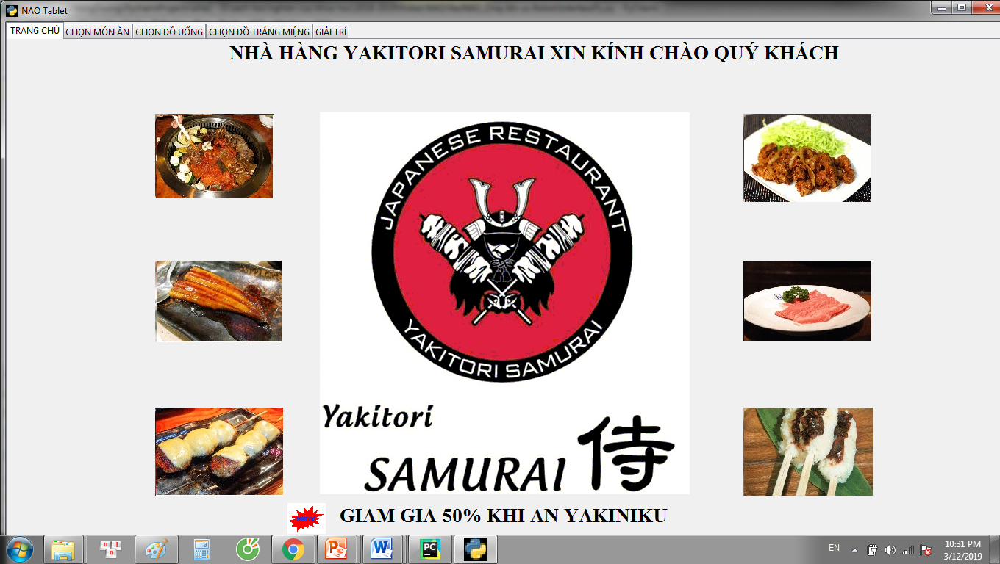 NAO Tablet
TRANG CHỦ
CHỌN MÓN ĂN
CHỌN ĐỒ UỐNG
CHỌN ĐỒ TRÁNG MIỆNG
GIẢI TRÍ
NHÀ HÀNG YAKITORI SAMURAI XIN KÍNH CHÀO QUÝ KHÁCH
JAPANESE RESTAURANT
YAKITORI SAMURAI
Yakitori
SAMURAI 侍
GIAM GIA 50% KHI AN YAKINIKU
EN
10:31 PM
3/12/2019